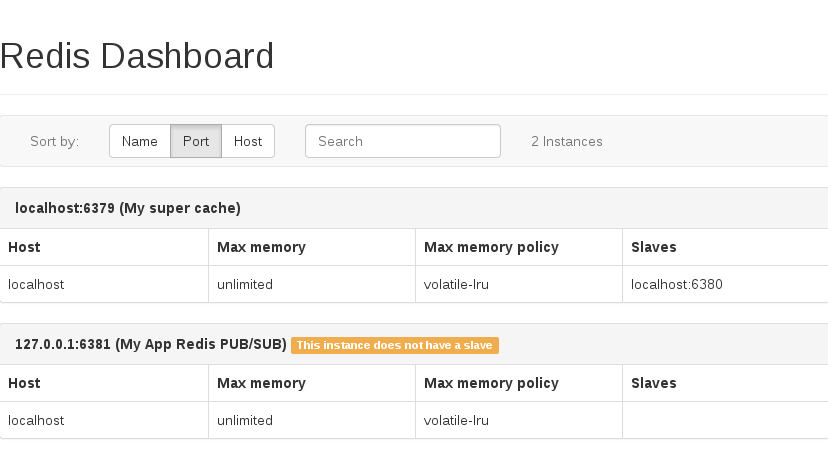 Redis Dashboard
Sort by: Name Port Host Search 2 Instances
localhost:6379 (My super cache)
Host Max memory Max memory policy Slaves
localhost unlimited volatile-lru localhost:6380
127.0.0.1:6381 (My App Redis PUB/SUB) This instance does not have a slave
Host Max memory Max memory policy Slaves
localhost unlimited volatile-lru